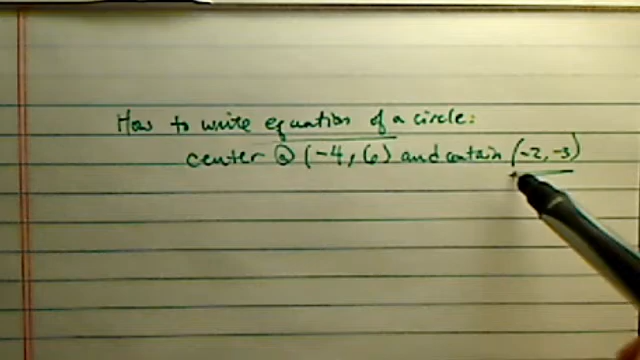 How to write equation of a circle:
center @ (-4, 6) and contain (-2, -3)